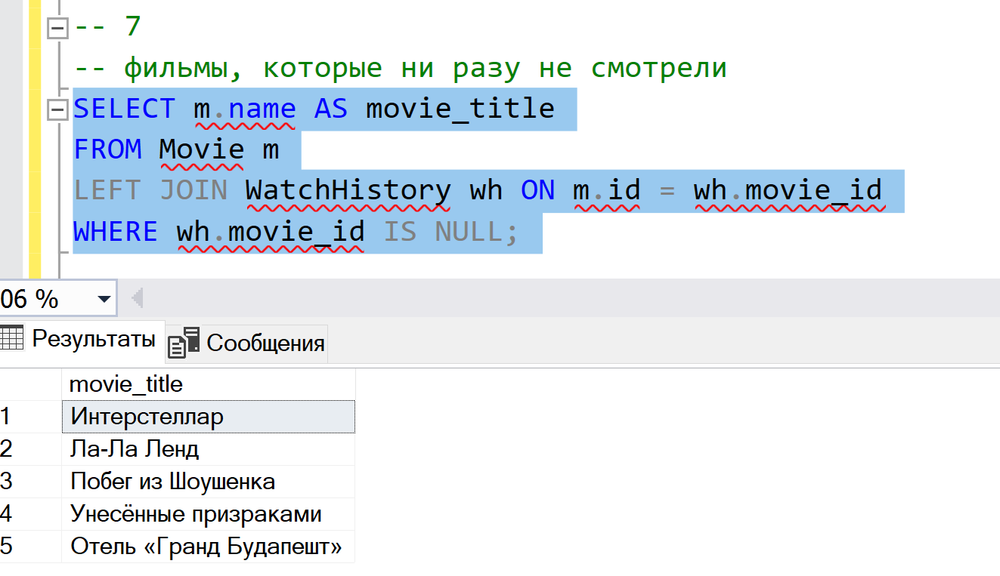 -- 7
-- фильмы, которые ни разу не смотрели
SELECT m.name AS movie_title
FROM Movie m
LEFT JOIN WatchHistory wh ON m.id = wh.movie_id
WHERE wh.movie_id IS NULL;
06 %
Результаты Сообщения
movie_title
1 Интерстеллар
2 Ла-Ла Ленд
3 Побег из Шоушенка
4 Унесённые призраками
5 Отель «Гранд Будапешт»